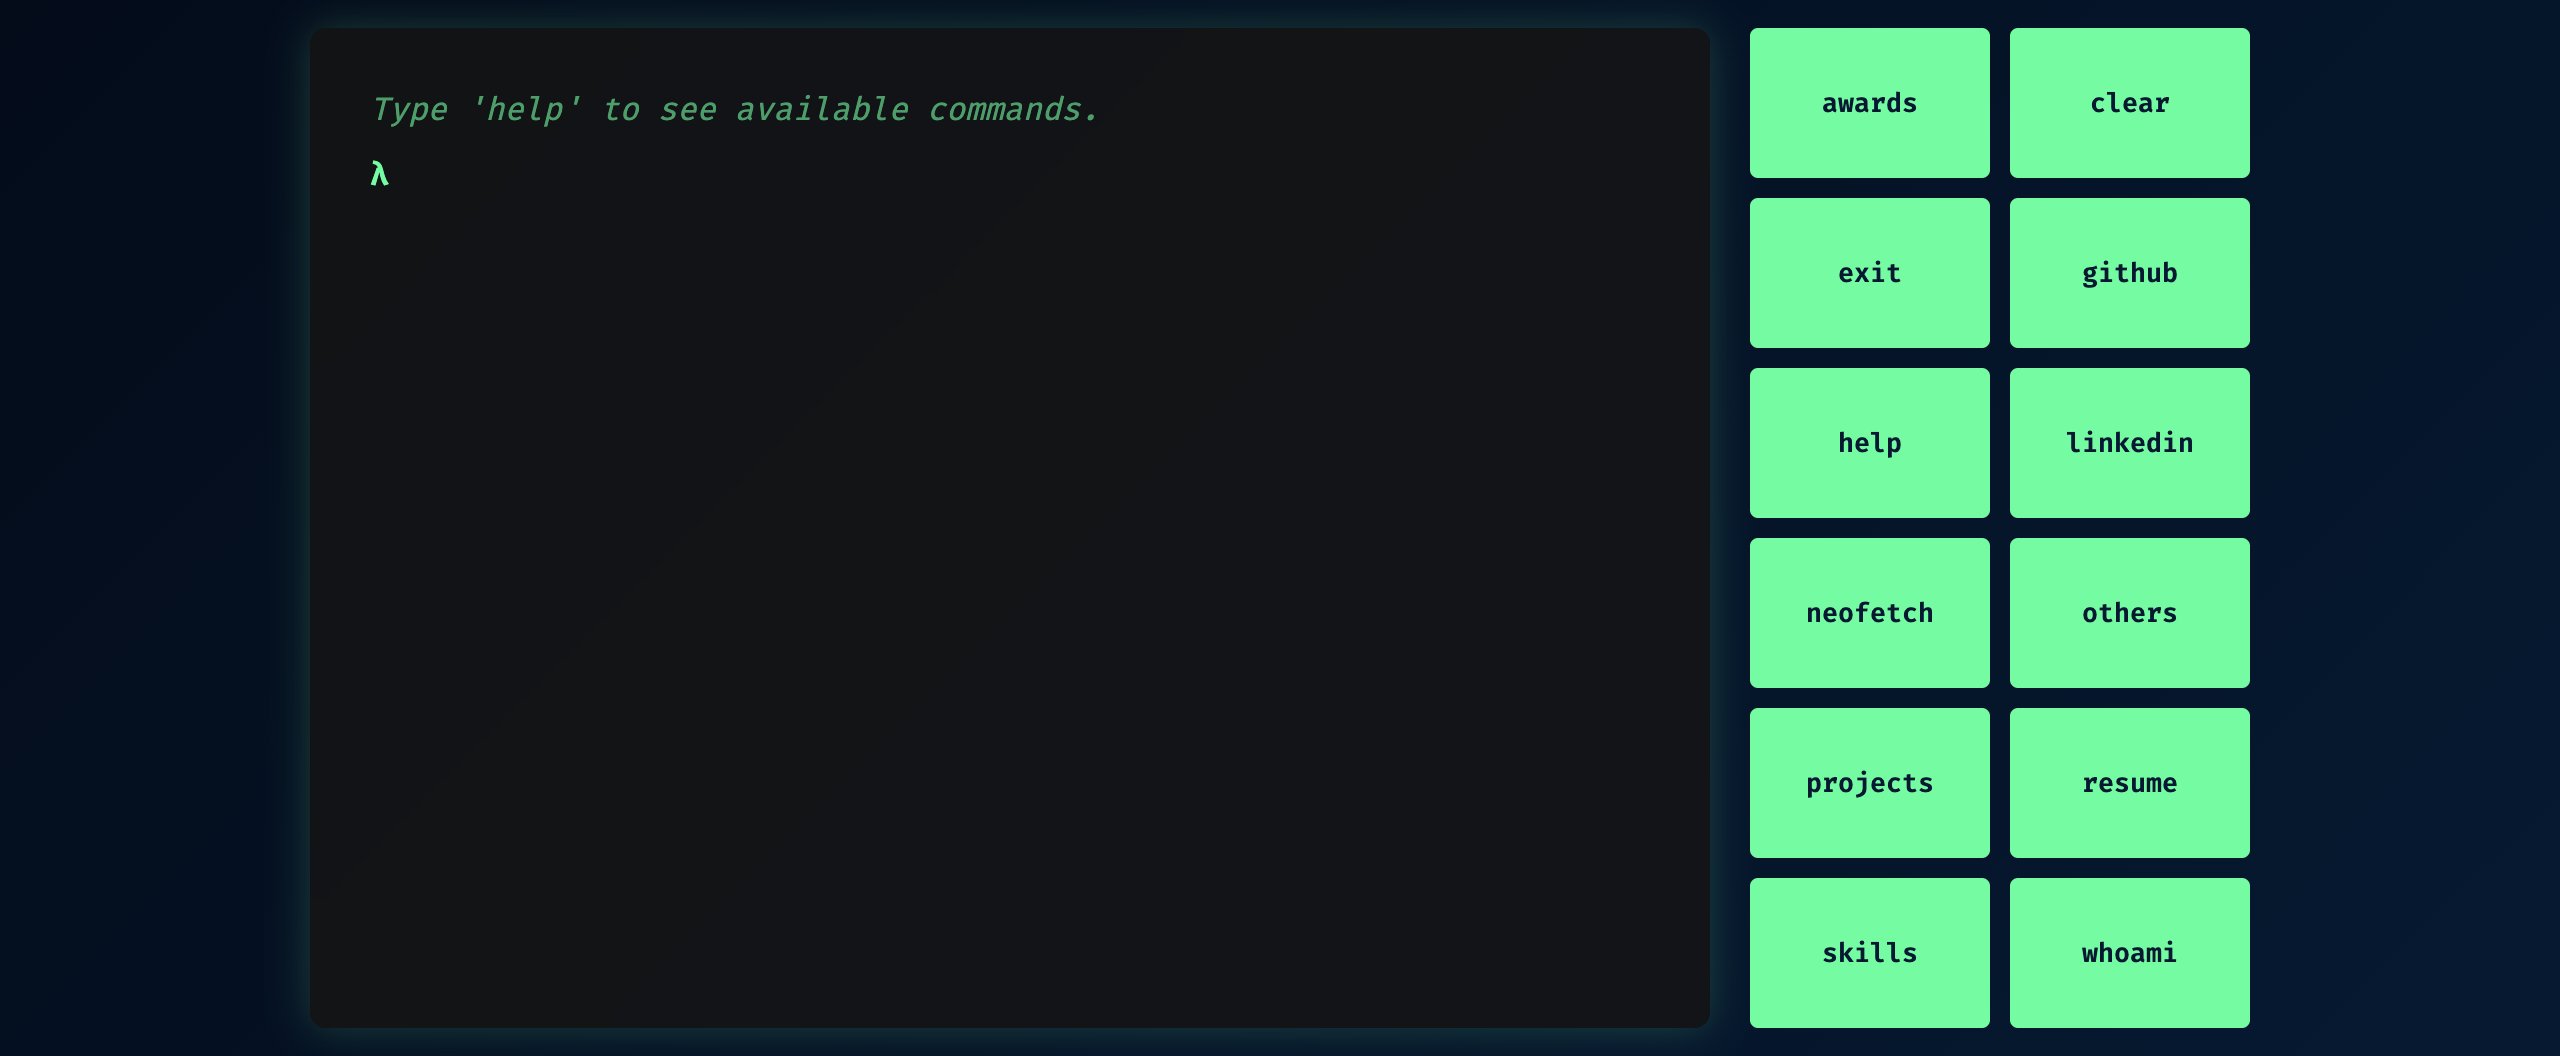 Type 'help' to see available commands.
λ
awards
clear
exit
github
help
linkedin
neofetch
others
projects
resume
skills
whoami